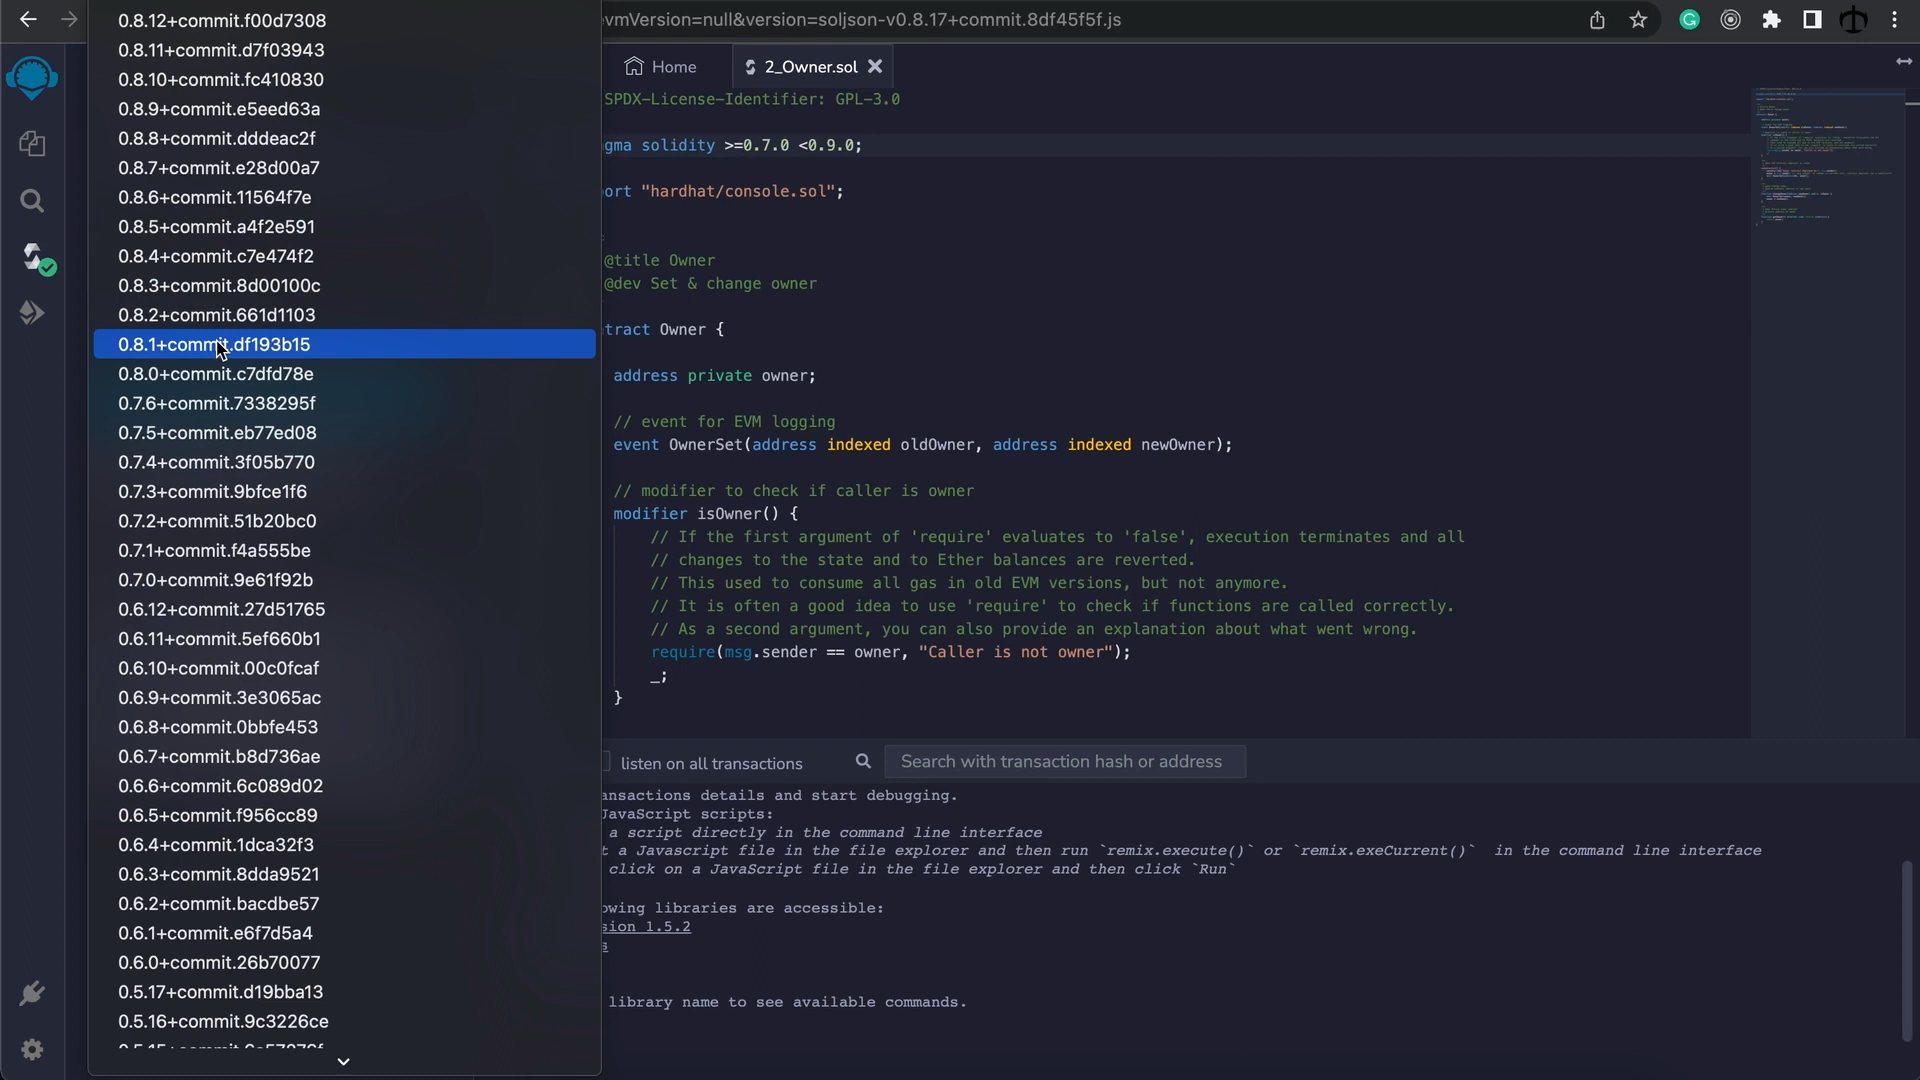 evmVersion=null&version=soljson-v0.8.17+commit.8df45f5f.js
0.8.12+commit.f00d7308
0.8.11+commit.d7f03943
0.8.10+commit.fc410830
0.8.9+commit.e5eed63a
0.8.8+commit.dddeac2f
0.8.7+commit.e28d00a7
0.8.6+commit.11564f7e
0.8.5+commit.a4f2e591
0.8.4+commit.c7e474f2
0.8.3+commit.8d00100c
0.8.2+commit.661d1103
0.8.1+commit.df193b15
0.8.0+commit.c7dfd78e
0.7.6+commit.7338295f
0.7.5+commit.eb77ed08
0.7.4+commit.3f05b770
0.7.3+commit.9bfce1f6
0.7.2+commit.51b20bc0
0.7.1+commit.f4a555be
0.7.0+commit.9e61f92b
0.6.12+commit.27d51765
0.6.11+commit.5ef660b1
0.6.10+commit.00c0fcaf
0.6.9+commit.3e3065ac
0.6.8+commit.0bbfe453
0.6.7+commit.b8d736ae
0.6.6+commit.6c089d02
0.6.5+commit.f956cc89
0.6.4+commit.1dca32f3
0.6.3+commit.8dda9521
0.6.2+commit.bacdbe57
0.6.1+commit.e6f7d5a4
0.6.0+commit.26b70077
0.5.17+commit.d19bba13
0.5.16+commit.9c3226ce
Home
2_Owner.sol
SPDX-License-Identifier: GPL-3.0
gma solidity >=0.7.0 <0.9.0;
ort "hardhat/console.sol";
@title Owner
@dev Set & change owner
tract Owner {
address private owner;
// event for EVM logging
event OwnerSet(address indexed oldOwner, address indexed newOwner);
// modifier to check if caller is owner
modifier isOwner() {
// If the first argument of 'require' evaluates to 'false', execution terminates and all
// changes to the state and to Ether balances are reverted.
// This used to consume all gas in old EVM versions, but not anymore.
// It is often a good idea to use 'require' to check if functions are called correctly.
// As a second argument, you can also provide an explanation about what went wrong.
require(msg.sender == owner, "Caller is not owner");
_;
}
listen on all transactions
Search with transaction hash or address
ansactions details and start debugging.
JavaScript scripts:
a script directly in the command line interface
t a Javascript file in the file explorer and then run `remix.execute()` or `remix.exeCurrent()` in the command line interface
click on a JavaScript file in the file explorer and then click `Run`
owing libraries are accessible:
sion 1.5.2
s
library name to see available commands.